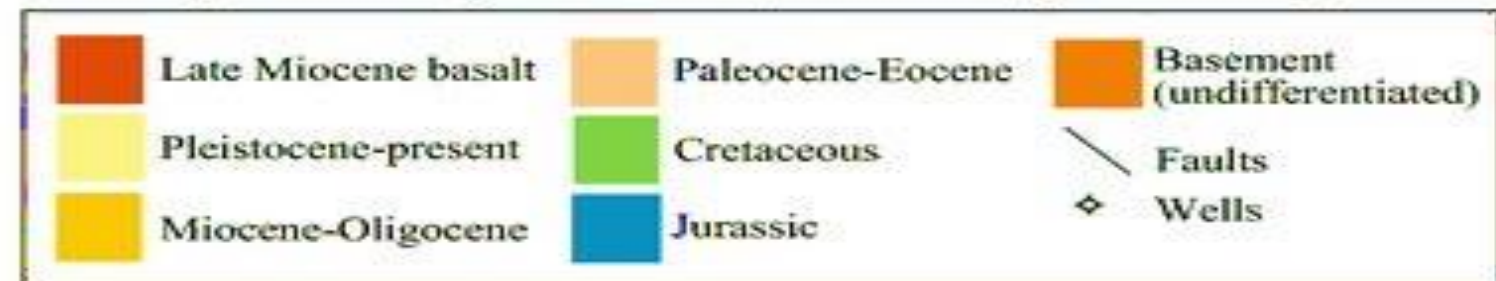 Late Miocene basalt
Pleistocene-present
Miocene-Oligocene
Paleocene-Eocene
Cretaceous
Jurassic
Basement
(undifferentiated)
Faults
Wells